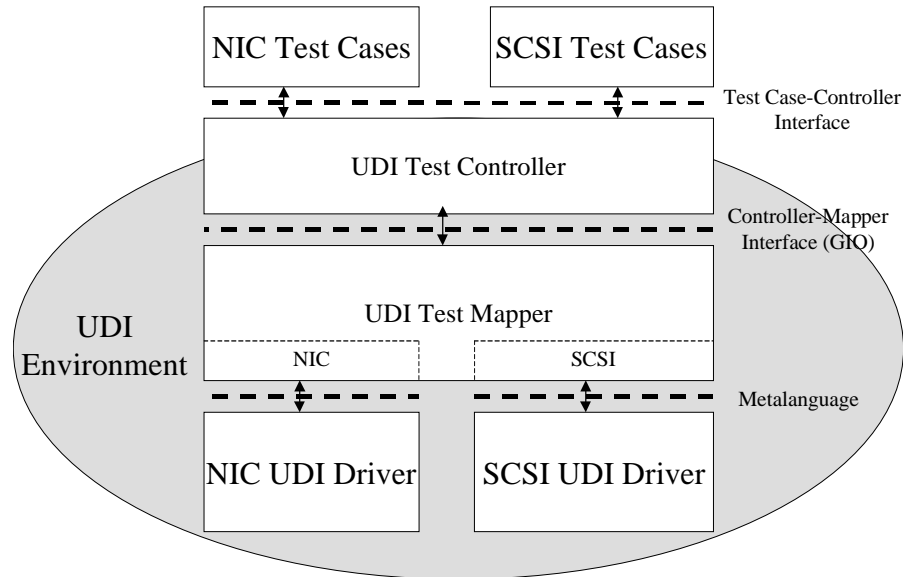 NIC Test Cases
SCSI Test Cases
Test Case-Controller
Interface
UDI Test Controller
Controller-Mapper
Interface (GIO)
UDI Test Mapper
UDI
Environment
NIC
SCSI
Metalanguage
NIC UDI Driver
SCSI UDI Driver